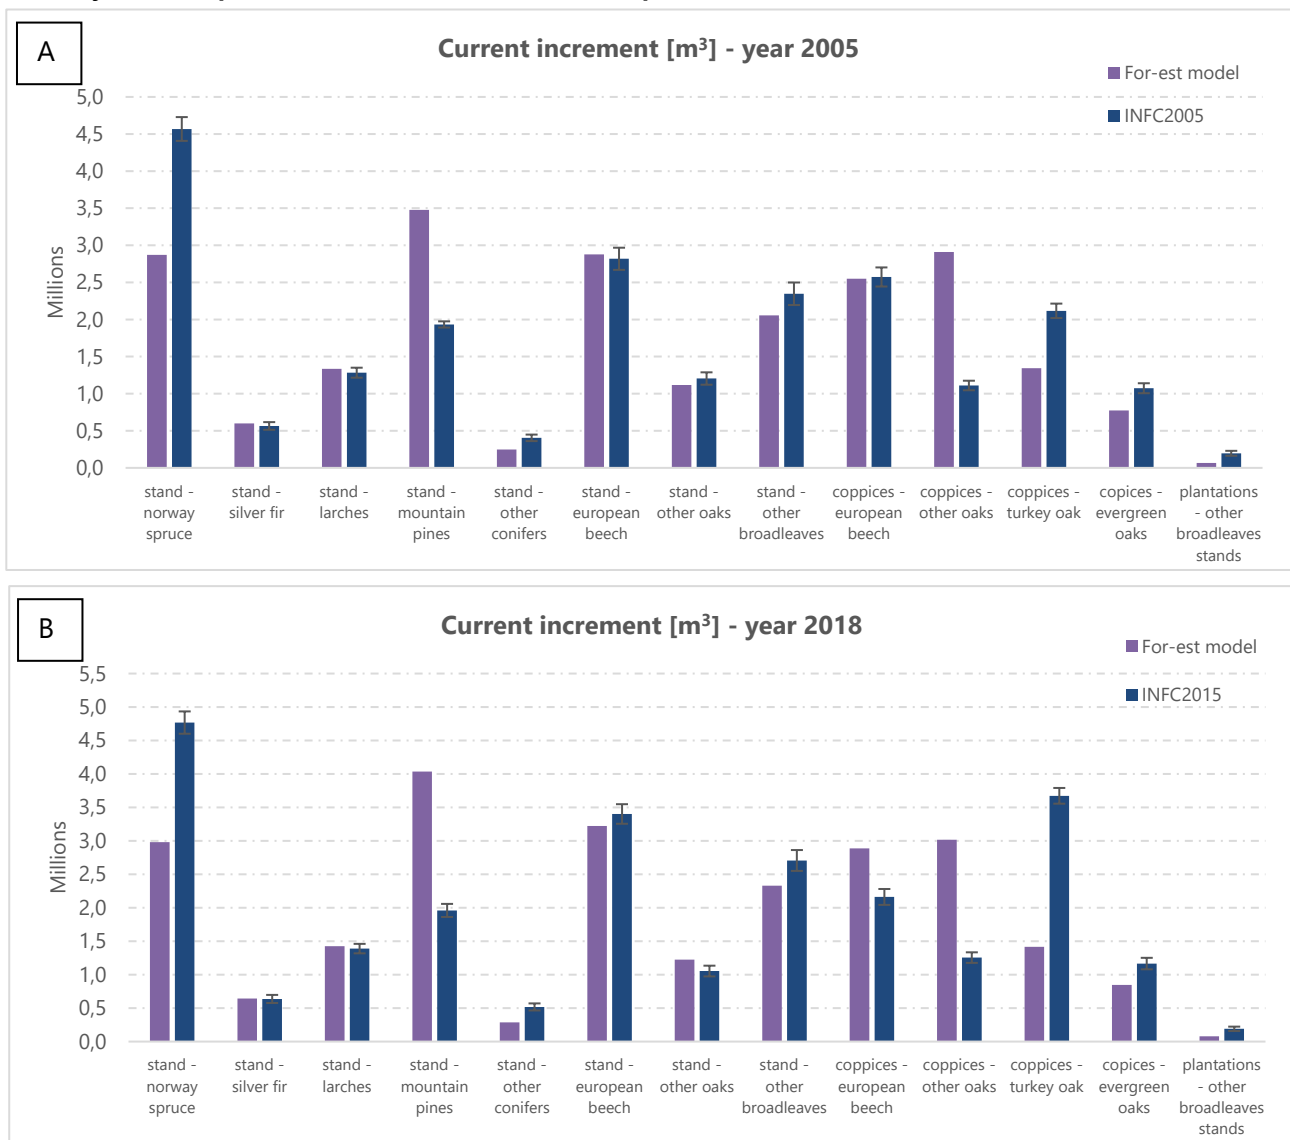 A
Current increment [m³] - year 2005
For-est model
INFC2005
5,0
4,5
4,0
3,5
3,0
2,5
2,0
1,5
1,0
0,5
0,0
Millions
stand -
norway
spruce
stand -
silver fir
stand -
larches
stand -
mountain
pines
stand -
other
conifers
stand -
european
beech
stand -
other oaks
stand -
other
broadleaves
coppices -
european
beech
coppices -
other oaks
coppices -
turkey oak
copices -
evergreen
oaks
plantations
- other
broadleaves
stands
B
Current increment [m³] - year 2018
For-est model
INFC2015
5,5
5,0
4,5
4,0
3,5
3,0
2,5
2,0
1,5
1,0
0,5
0,0
Millions
stand -
norway
spruce
stand -
silver fir
stand -
larches
stand -
mountain
pines
stand -
other
conifers
stand -
european
beech
stand -
other oaks
stand -
other
broadleaves
coppices -
european
beech
coppices -
other oaks
coppices -
turkey oak
copices -
evergreen
oaks
plantations
- other
broadleaves
stands